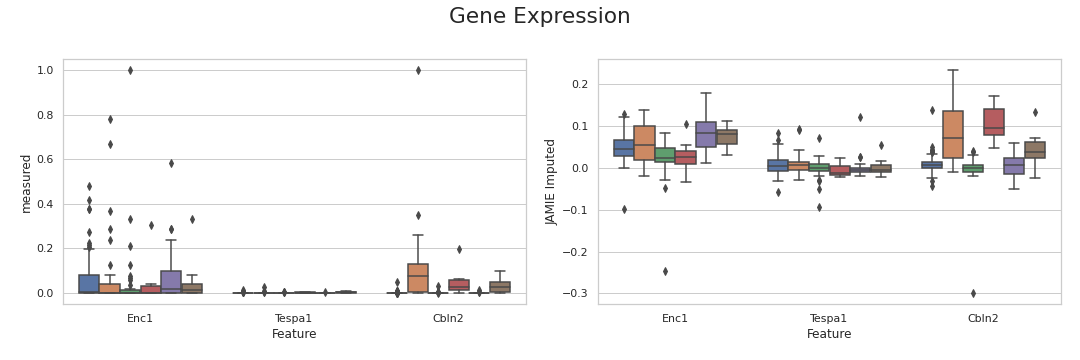 Gene Expression
measured
1.0
0.8
0.6
0.4
0.2
0.0
Enc1
Tespa1
Cbln2
Feature
JAMIE Imputed
0.2
0.1
0.0
−0.1
−0.2
−0.3
Enc1
Tespa1
Cbln2
Feature